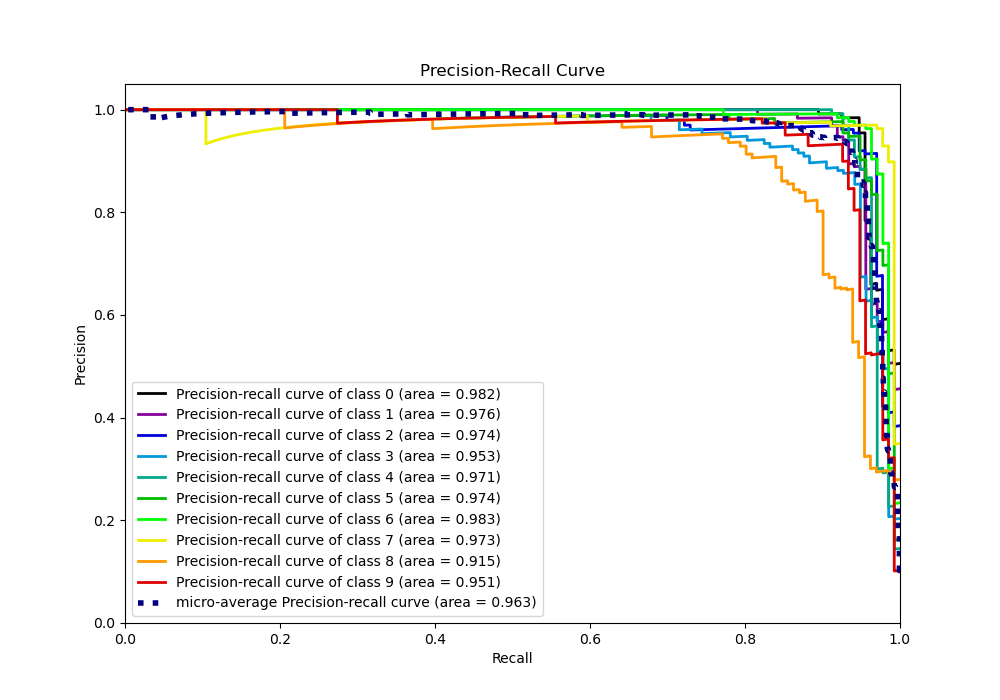 Precision-Recall Curve
1.0
0.8
0.6
0.4
0.2
0.0
Precision
Precision-recall curve of class 0 (area = 0.982)
Precision-recall curve of class 1 (area = 0.976)
Precision-recall curve of class 2 (area = 0.974)
Precision-recall curve of class 3 (area = 0.953)
Precision-recall curve of class 4 (area = 0.971)
Precision-recall curve of class 5 (area = 0.974)
Precision-recall curve of class 6 (area = 0.983)
Precision-recall curve of class 7 (area = 0.973)
Precision-recall curve of class 8 (area = 0.915)
Precision-recall curve of class 9 (area = 0.951)
micro-average Precision-recall curve (area = 0.963)
0.0 0.2 0.4 0.6 0.8 1.0
Recall